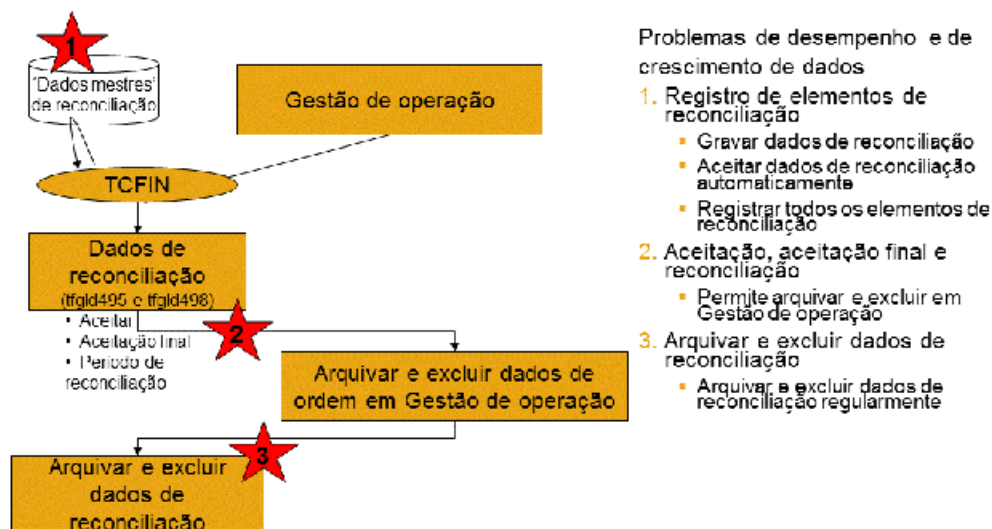 1
'Dados mestres'
de reconciliação
Gestão de operação
TCFIN
Dados de
reconciliação
(tfgld495 e tfgld498)
• Aceitar
• Aceitação final
• Período de
reconciliação
2
Arquivar e excluir dados de
ordem em Gestão de operação
3
Arquivar e excluir
dados de
reconciliação
Problemas de desempenho e de
crescimento de dados
1. Registro de elementos de
reconciliação
▪ Gravar dados de reconciliação
▪ Aceitar dados de reconciliação
automaticamente
▪ Registrar todos os elementos de
reconciliação
2. Aceitação, aceitação final e
reconciliação
▪ Permite arquivar e excluir em
Gestão de operação
3. Arquivar e excluir dados de
reconciliação
▪ Arquivar e excluir dados de
reconciliação regularmente